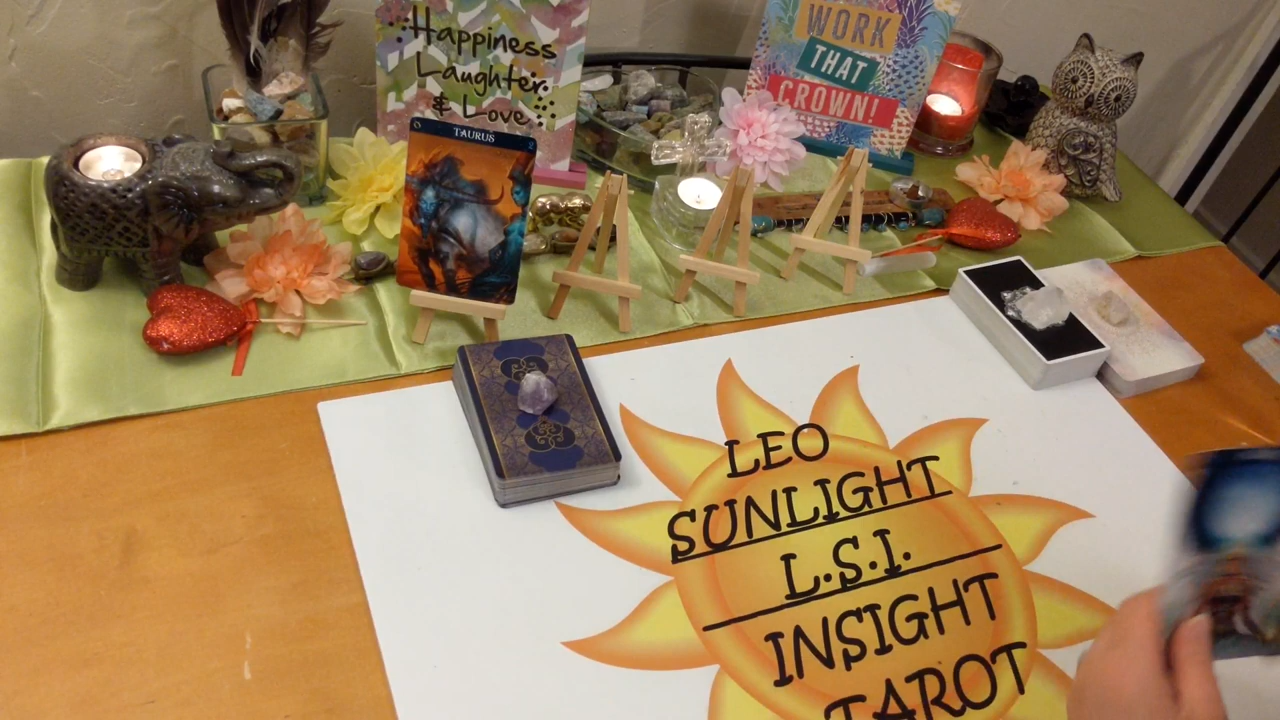 Happiness
Laughter
& Love
WORK
THAT
CROWN!
TAURUS
LEO
SUNLIGHT
L.S.I.
INSIGHT
TAROT